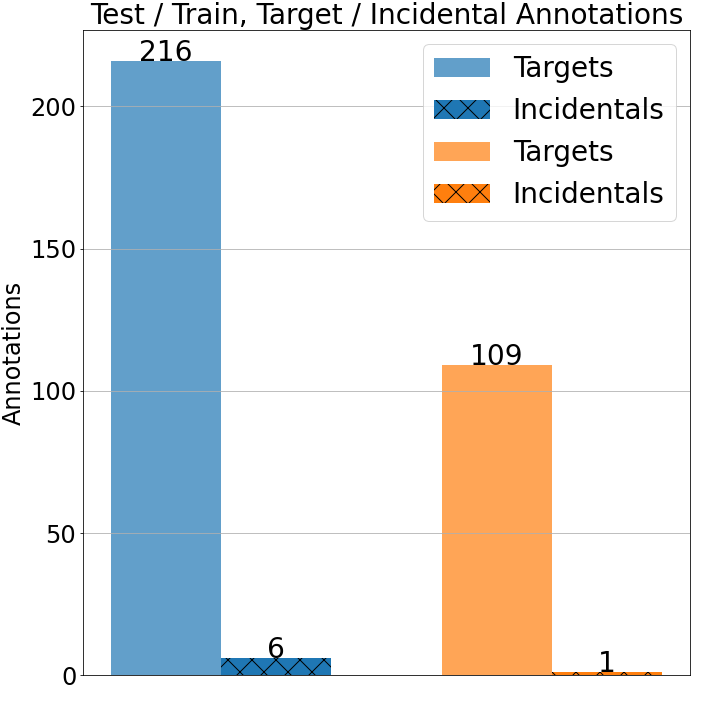 Test / Train, Target / Incidental Annotations
216
Targets
Incidentals
Targets
Incidentals
200
150
109
100
50
6
1
0
Annotations